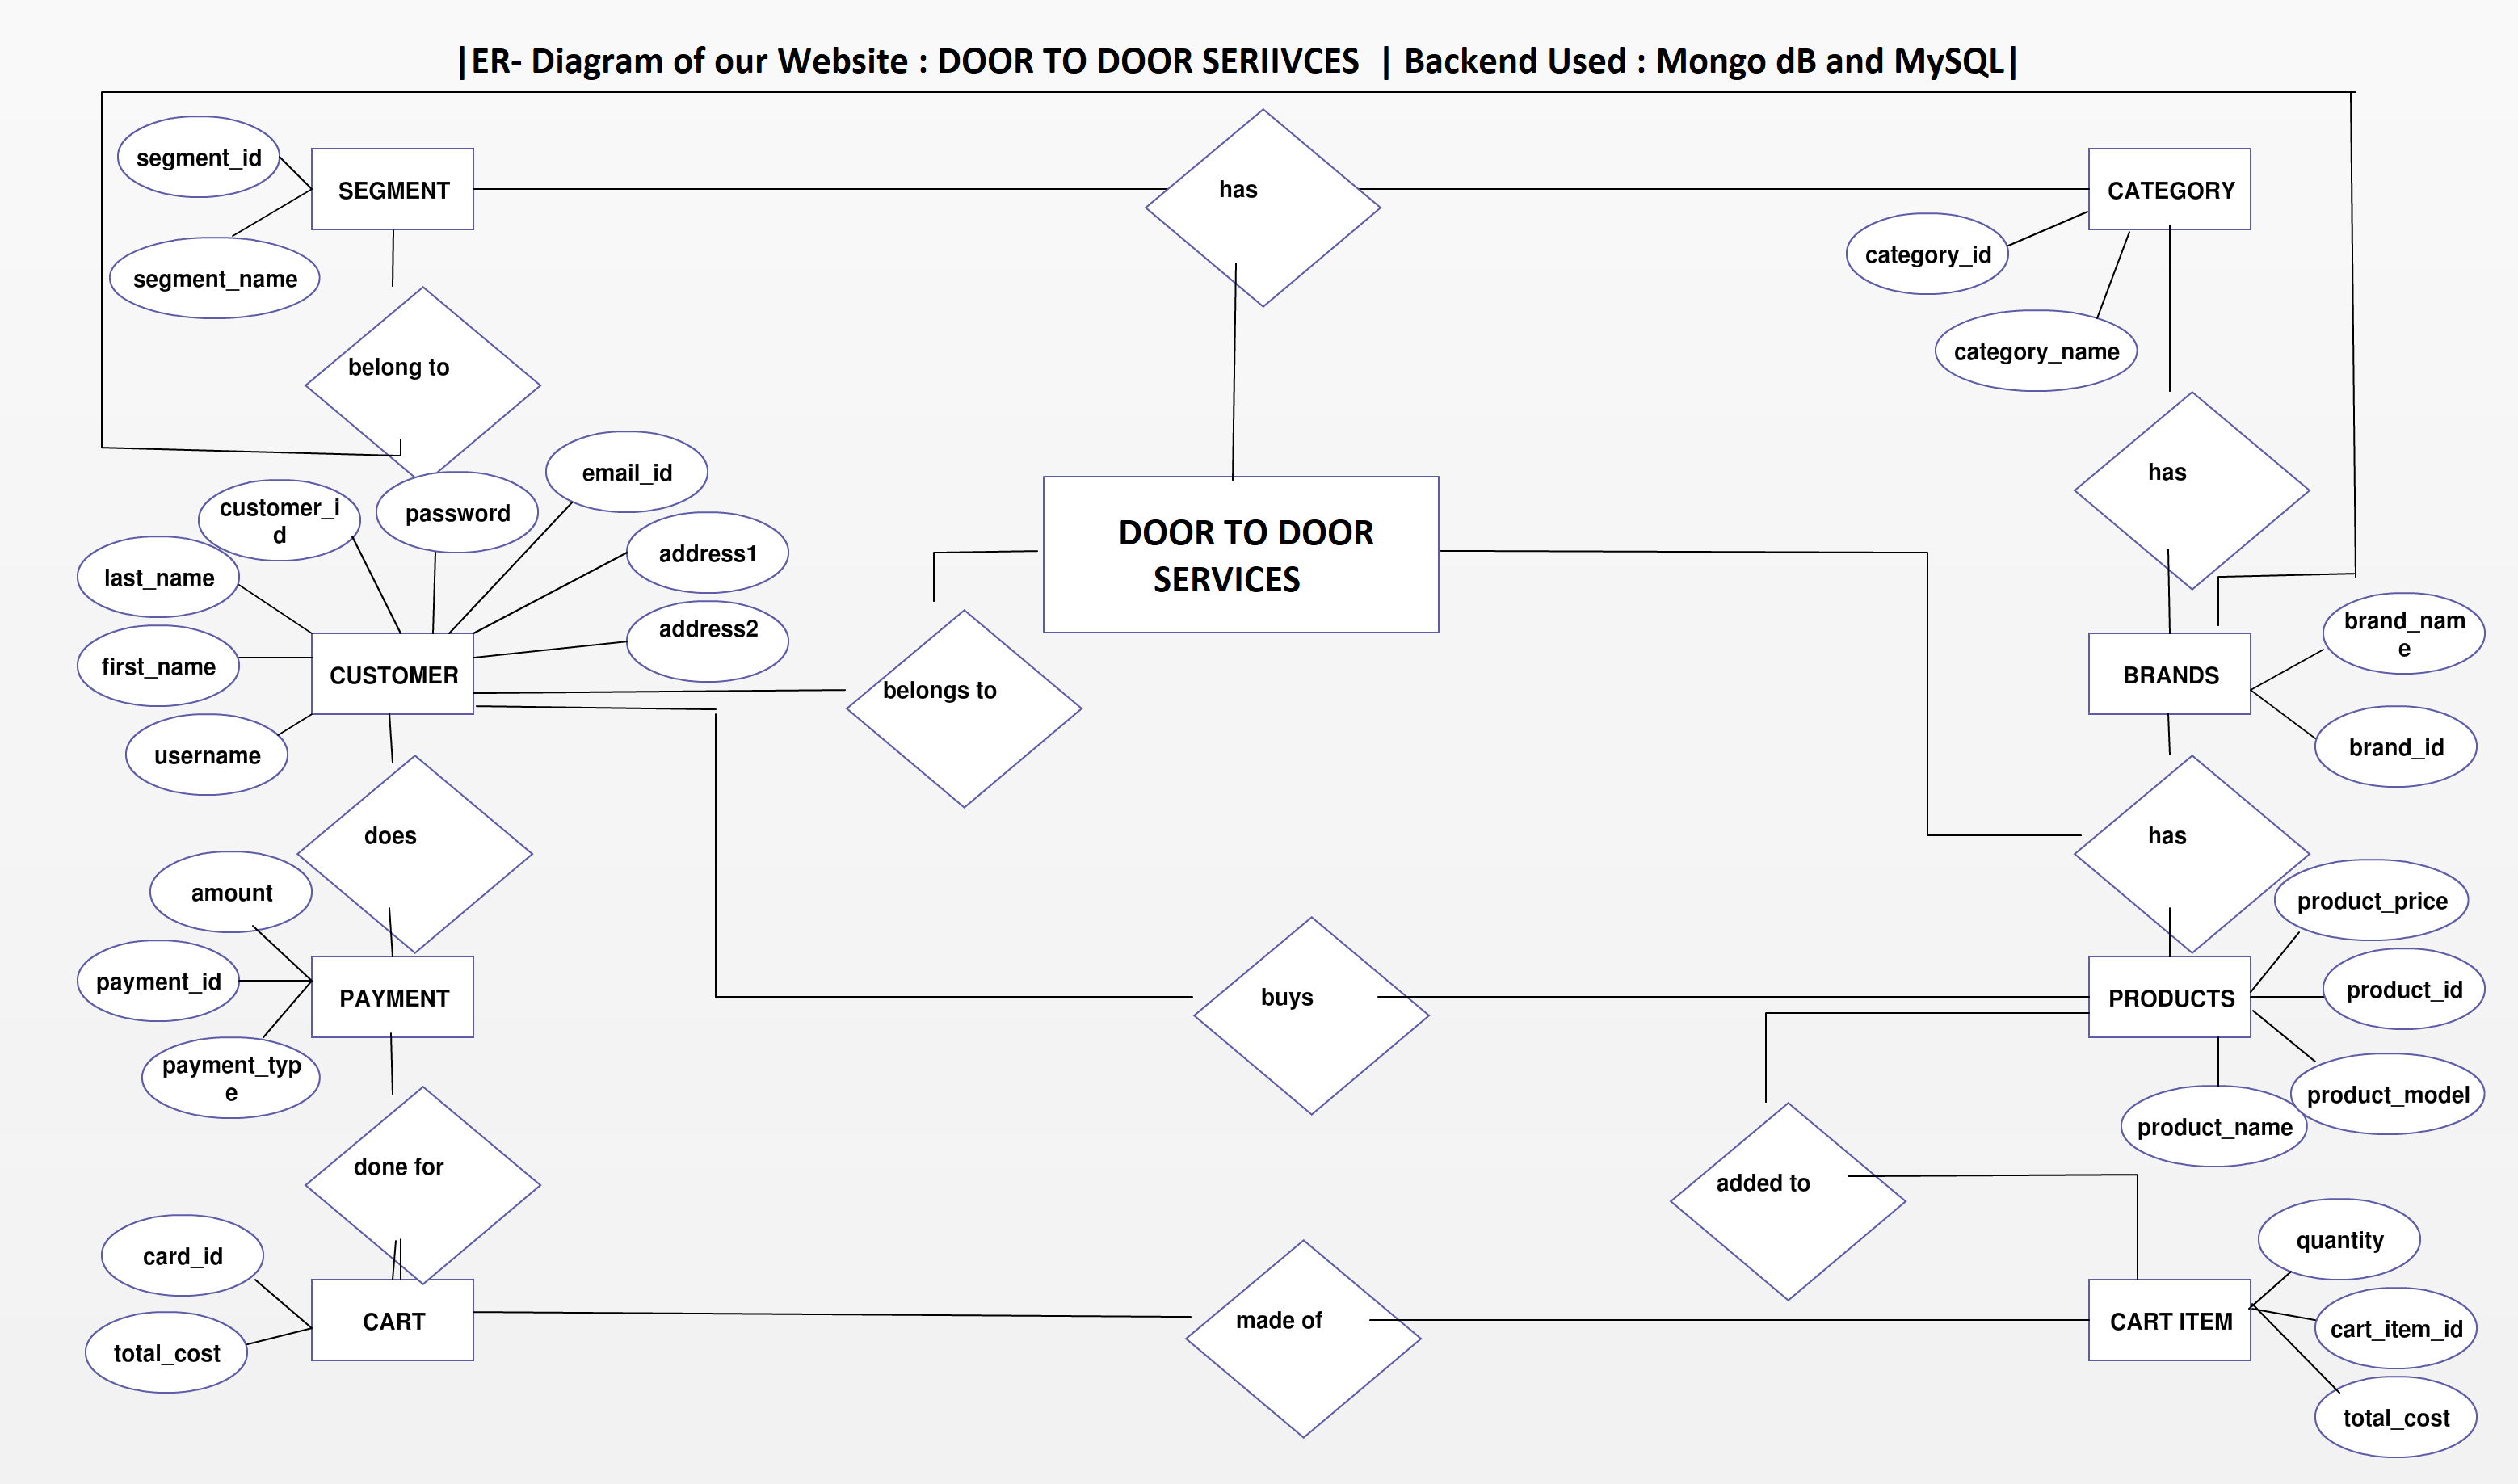 |ER- Diagram of our Website : DOOR TO DOOR SERIIVCES | Backend Used : Mongo dB and MySQL|
segment_id
SEGMENT
has
CATEGORY
segment_name
category_id
category_name
belong to
has
email_id
customer_i
d
password
address1
DOOR TO DOOR
SERVICES
last_name
address2
brand_nam
e
first_name
CUSTOMER
belongs to
BRANDS
username
brand_id
does
has
amount
product_price
payment_id
PAYMENT
buys
PRODUCTS
product_id
payment_typ
e
product_model
product_name
done for
added to
card_id
quantity
total_cost
CART
made of
CART ITEM
cart_item_id
total_cost